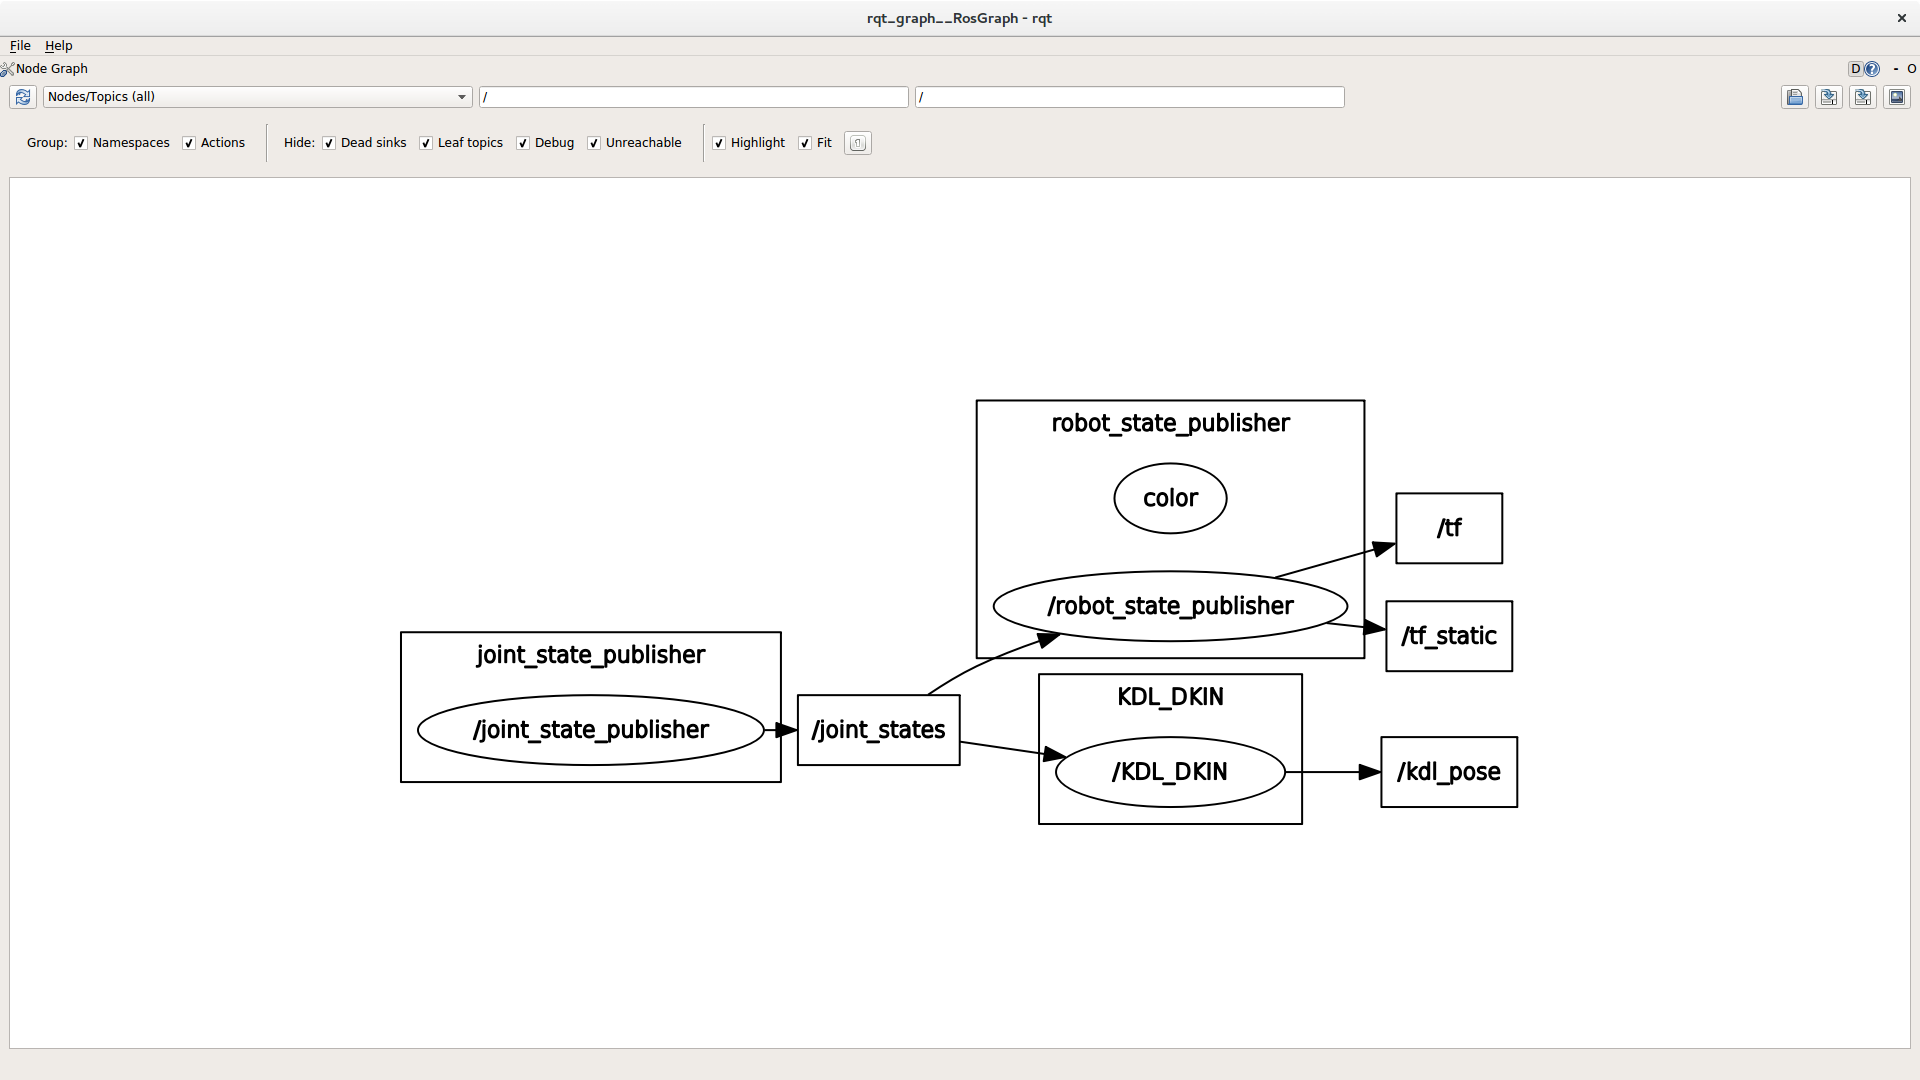 rqt_graph__RosGraph - rqt
File Help
Node Graph
D ? - O
Nodes/Topics (all) / /
Group: Namespaces Actions Hide: Dead sinks Leaf topics Debug Unreachable Highlight Fit
robot_state_publisher
color
/tf
/robot_state_publisher
/tf_static
joint_state_publisher
KDL_DKIN
/joint_state_publisher
/joint_states
/KDL_DKIN
/kdl_pose